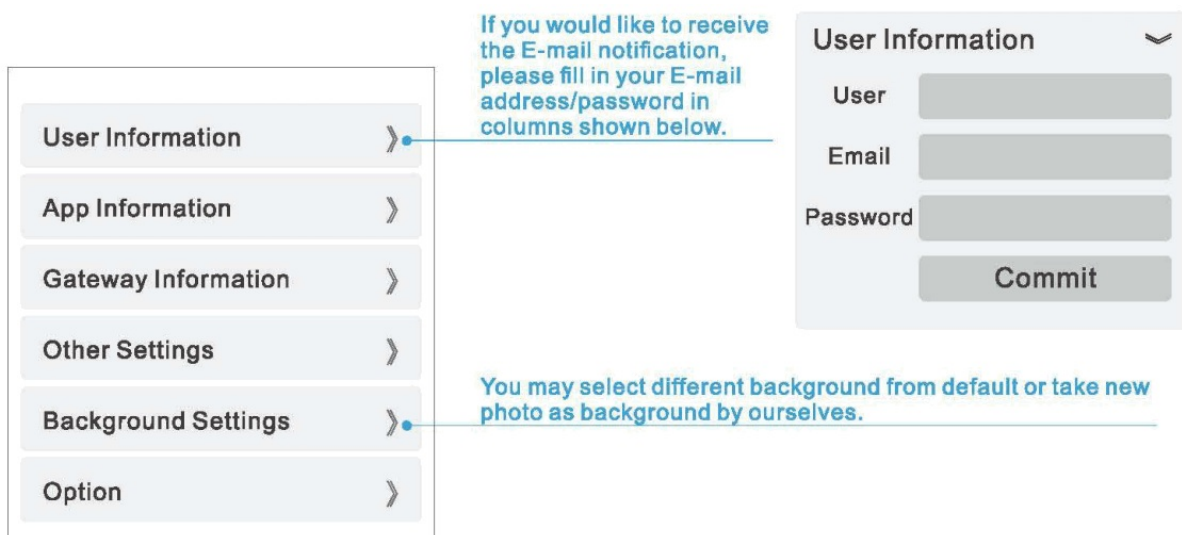 If you would like to receive
the E-mail notification,
please fill in your E-mail
address/password in
columns shown below.
User Information
App Information
Gateway Information
Other Settings
Background Settings
Option
User Information
User
Email
Password
Commit
You may select different background from default or take new
photo as background by ourselves.